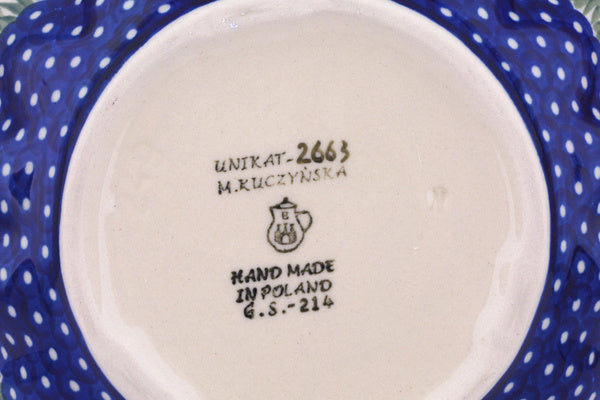 UNIKAT-2663
M.KUCZYŃSKA
HAND MADE
IN POLAND
G.S.-214